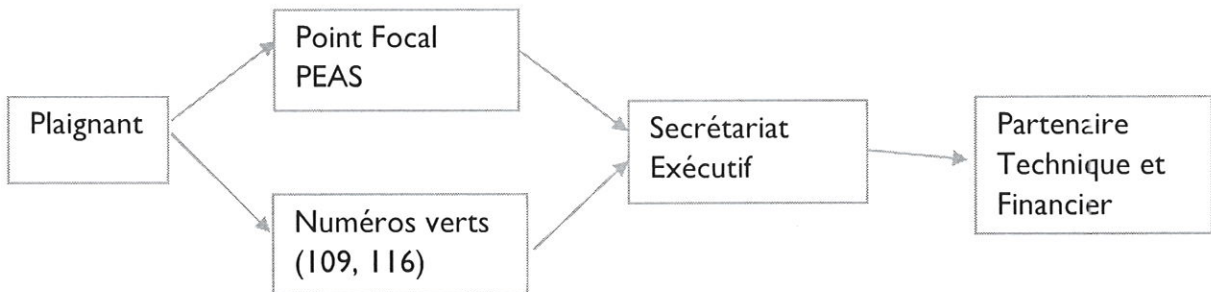 Plaignant
Point Focal
PEAS
Numéros verts
(109, 116)
Secrétariat
Exécutif
Partenaire
Technique et
Financier